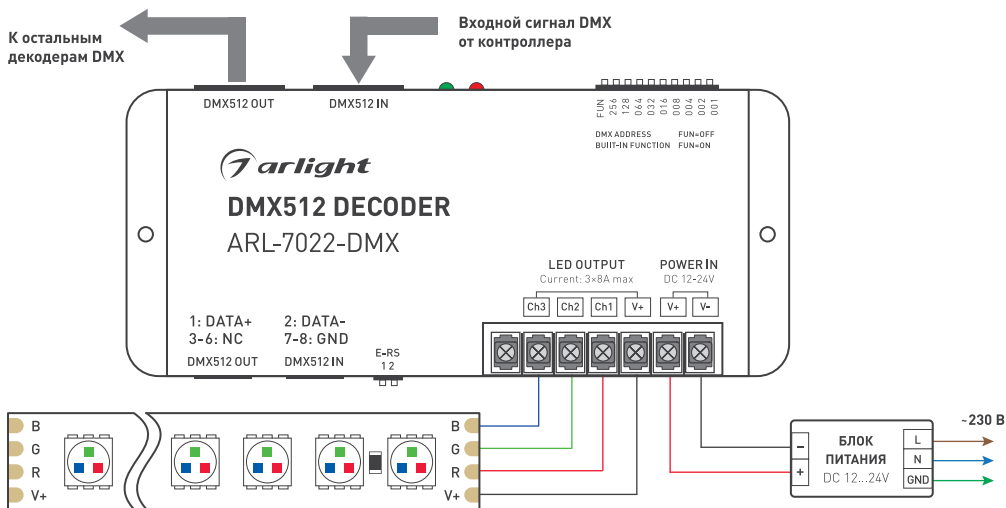 К остальным
декодерам DMX
Входной сигнал DMX
от контроллера
DMX512 OUT
DMX512 IN
FUN
256
128
064
032
016
008
004
002
001
DMX ADDRESS FUN=OFF
BUILT-IN FUNCTION FUN=ON
arlight
DMX512 DECODER
ARL-7022-DMX
LED OUTPUT
Current: 3×8A max
POWER IN
DC 12-24V
Ch3
Ch2
Ch1
V+
V+
V-
1: DATA+ 2: DATA-
3-6: NC 7-8: GND
DMX512 OUT
DMX512 IN
E-RS
1 2
B
G
R
V+
B
G
R
V+
–
+
БЛОК
ПИТАНИЯ
DC 12...24V
L
N
GND
~230 В